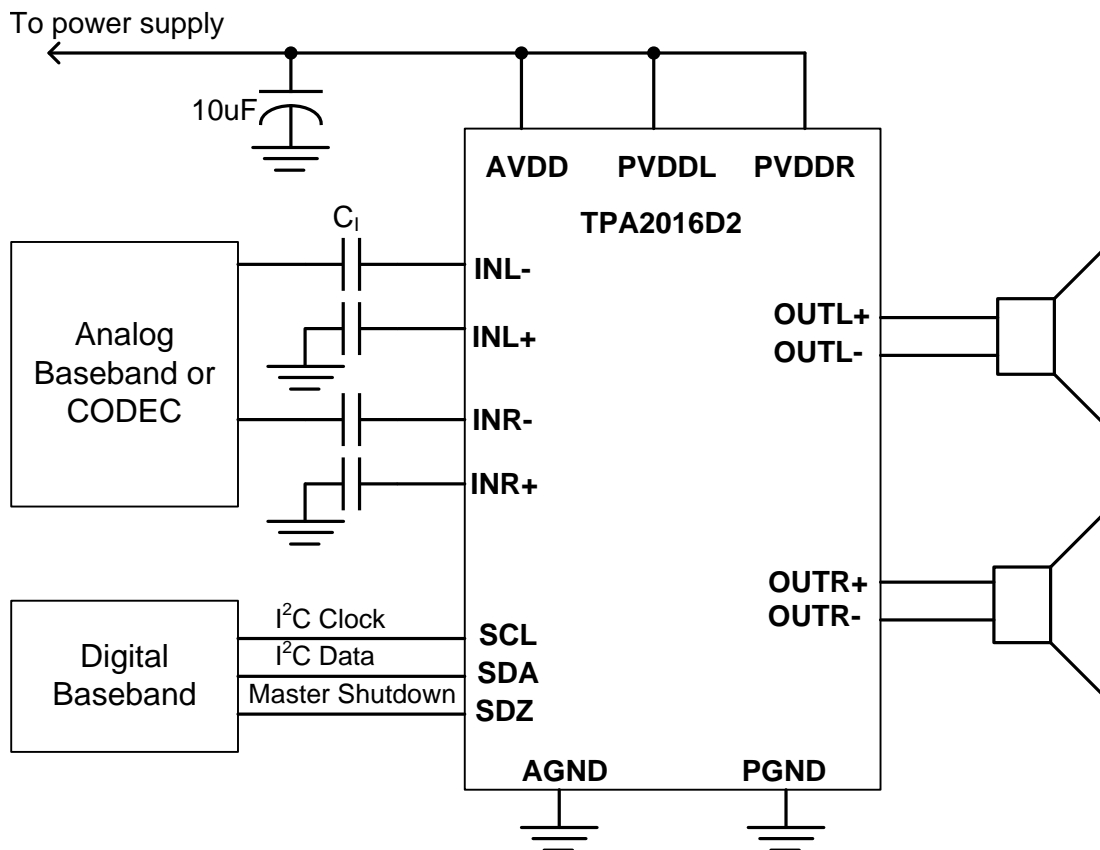 To power supply
10uF
AVDD PVDDL PVDDR
TPA2016D2
CI
INL-
INL+
INR-
INR+
Analog
Baseband or
CODEC
OUTL+
OUTL-
OUTR+
OUTR-
Digital
Baseband
I²C Clock
I²C Data
Master Shutdown
SCL
SDA
SDZ
AGND PGND